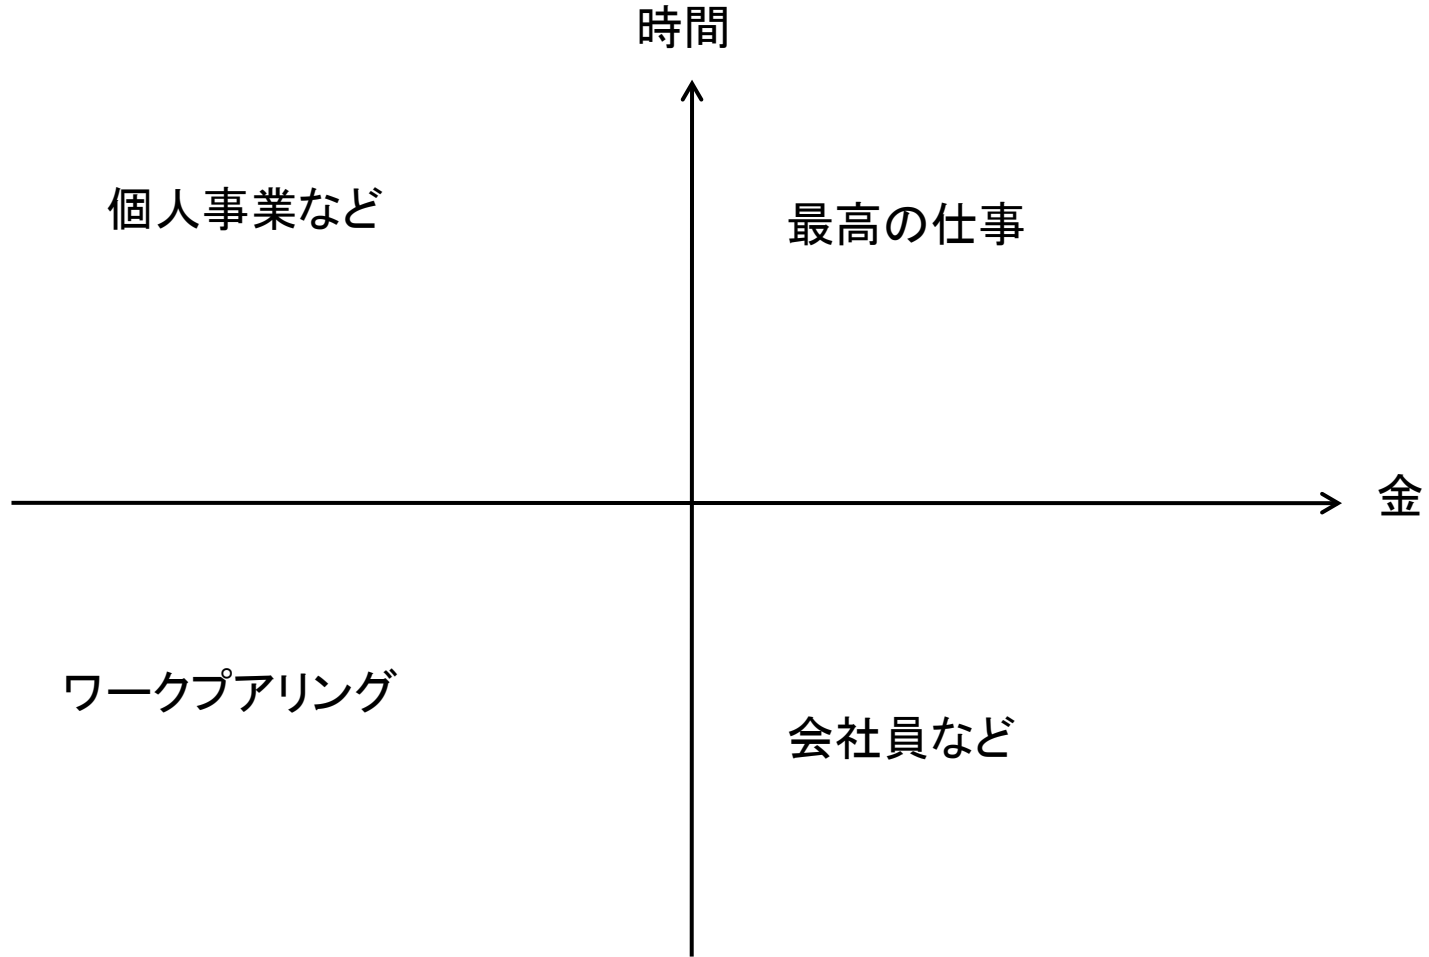 時間
個人事業など
最高の仕事
金
ワークプアリング
会社員など